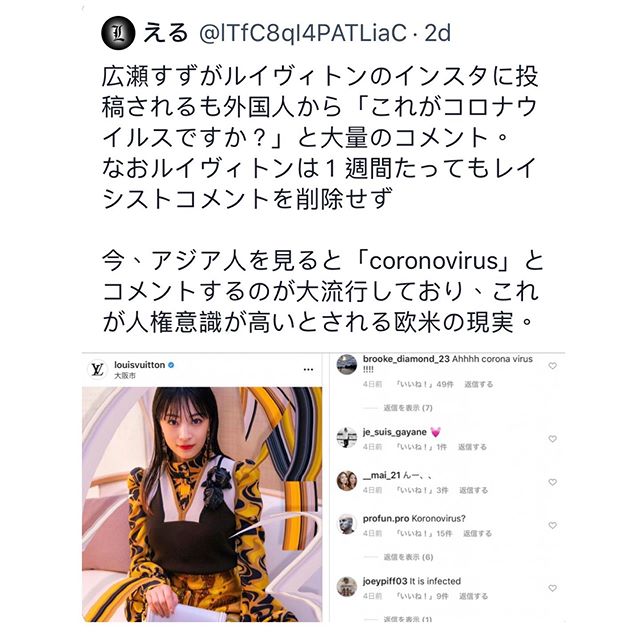 える @ITfC8qI4PATLiaC · 2d
広瀬すずがルイヴィトンのインスタに投
稿されるも外国人から「これがコロナウ
イルスですか？」と大量のコメント。
なおルイヴィトンは１週間たってもレイ
シストコメントを削除せず
今、アジア人を見ると「coronovirus」と
コメントするのが大流行しており、これ
が人権意識が高いとされる欧米の現実。
louisvuitton
大阪市
brooke_diamond_23 Ahhhh corona virus
!!!!
4日前 「いいね！」49件 返信する
返信を表示 (7)
je_suis_gayane 💓
4日前 「いいね！」1件 返信する
__mai_21 んー、、
4日前 「いいね！」3件 返信する
profun.pro Koronovirus?
4日前 「いいね！」15件 返信する
返信を表示 (6)
joeypiff03 It is infected
4日前 「いいね！」9件 返信する
返信を表示 (1)